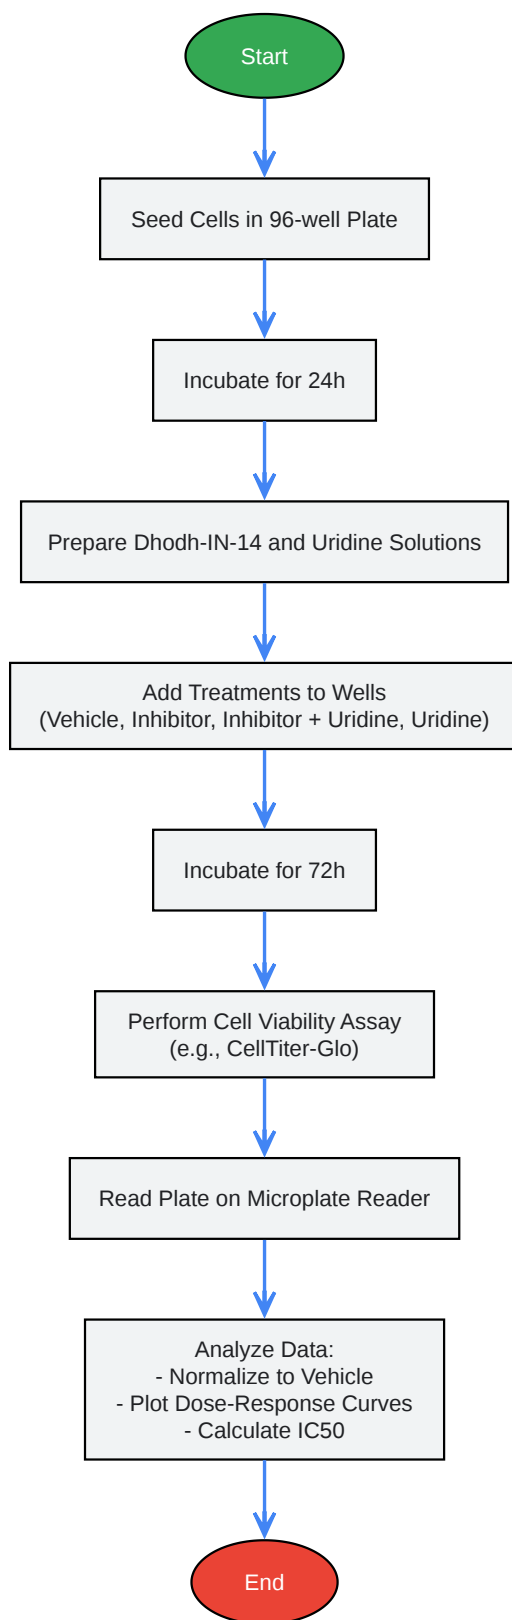 Start
Seed Cells in 96-well Plate
Incubate for 24h
Prepare Dhodh-IN-14 and Uridine Solutions
Add Treatments to Wells
(Vehicle, Inhibitor, Inhibitor + Uridine, Uridine)
Incubate for 72h
Perform Cell Viability Assay
(e.g., CellTiter-Glo)
Read Plate on Microplate Reader
Analyze Data:
- Normalize to Vehicle
- Plot Dose-Response Curves
- Calculate IC50
End